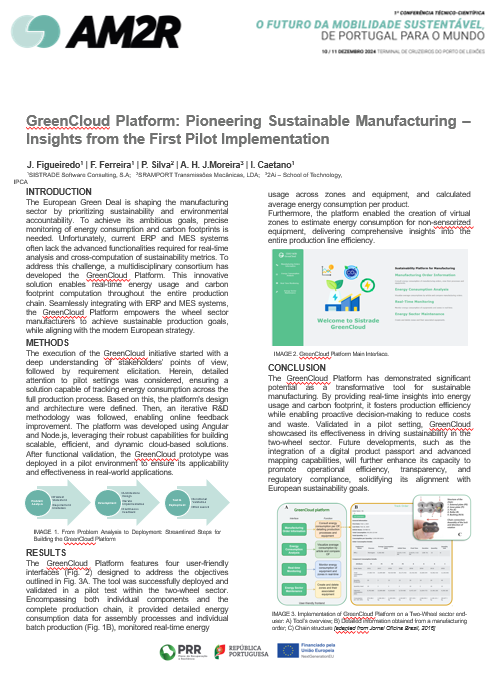 AM2R
1ª CONFERÊNCIA TÉCNICO-CIENTÍFICA
O FUTURO DA MOBILIDADE SUSTENTÁVEL,
DE PORTUGAL PARA O MUNDO
10 / 11 DEZEMBRO 2024 TERMINAL DE CRUZEIROS DO PORTO DE LEIXÕES
GreenCloud Platform: Pioneering Sustainable Manufacturing –
Insights from the First Pilot Implementation
J. Figueiredo¹ | F. Ferreira¹ | P. Silva² | A. H. J.Moreira³ | I. Caetano¹
¹SISTRADE Software Consulting, S.A; ²SRAMPORT Transmissões Mecânicas, LDA; ³2Ai – School of Technology,
IPCA
INTRODUCTION
The European Green Deal is shaping the manufacturing
sector by prioritizing sustainability and environmental
accountability. To achieve its ambitious goals, precise
monitoring of energy consumption and carbon footprints is
needed. Unfortunately, current ERP and MES systems
often lack the advanced functionalities required for real-time
analysis and cross-computation of sustainability metrics. To
address this challenge, a multidisciplinary consortium has
developed the GreenCloud Platform. This innovative
solution enables real-time energy usage and carbon
footprint computation throughout the entire production
chain. Seamlessly integrating with ERP and MES systems,
the GreenCloud Platform empowers the wheel sector
manufacturers to achieve sustainable production goals,
while aligning with the modern European strategy.
METHODS
The execution of the GreenCloud initiative started with a
deep understanding of stakeholders' points of view,
followed by requirement elicitation. Herein, detailed
attention to pilot settings was considered, ensuring a
solution capable of tracking energy consumption across the
full production process. Based on this, the platform's design
and architecture were defined. Then, an iterative R&D
methodology was followed, enabling online feedback
improvement. The platform was developed using Angular
and Node.js, leveraging their robust capabilities for building
scalable, efficient, and dynamic cloud-based solutions.
After functional validation, the GreenCloud prototype was
deployed in a pilot environment to ensure its applicability
and effectiveness in real-world applications.
IMAGE 1. From Problem Analysis to Deployment: Streamlined Steps for
Building the GreenCloud Platform
RESULTS
The GreenCloud Platform features four user-friendly
interfaces (Fig.2), designed to address the objectives
outlined in Fig. 3A. The tool was successfully deployed and
validated in a pilot test within the two-wheel sector.
Encompassing both individual components and the
complete production chain, it provided detailed energy
consumption data for assembly processes and individual
batch production (Fig. 1B), monitored real-time energy
usage across zones and equipment, and calculated
average energy consumption per product.
Furthermore, the platform enabled the creation of virtual
zones to estimate energy consumption for non-sensorized
equipment, delivering comprehensive insights into the
entire production line efficiency.
Welcome to Sistrade
GreenCloud
Sustainability Platform for Manufacturing
Manufacturing Order Information
Energy Consumption Analysis
Real-Time Monitoring
Energy Sector Maintenance
IMAGE 2. GreenCloud Platform Main Interface.
CONCLUSION
The GreenCloud Platform has demonstrated significant
potential as a transformative tool for sustainable
manufacturing. By providing real-time insights into energy
usage and carbon footprint, it fosters production efficiency
while enabling proactive decision-making to reduce costs
and waste. Validated in a pilot setting, GreenCloud
showcased its effectiveness in driving sustainability in the
two-wheel sector. Future developments, such as the
integration of a digital product passport and advanced
mapping capabilities, will further enhance its capacity to
promote operational efficiency, transparency, and
regulatory compliance, solidifying its alignment with
European sustainability goals.
A
GreenCloud platform
B
IMAGE 3. Implementation of GreenCloud Platform on a Two-Wheel sector end-
user: A) Tool's overview; B) Detailed information obtained from a manufacturing
order; C) Chain structures [adapted from Jornal Oficina Brasil, 2016]
PRR
REPÚBLICA
PORTUGUESA
Financiado pela
União Europeia
NextGenerationEU